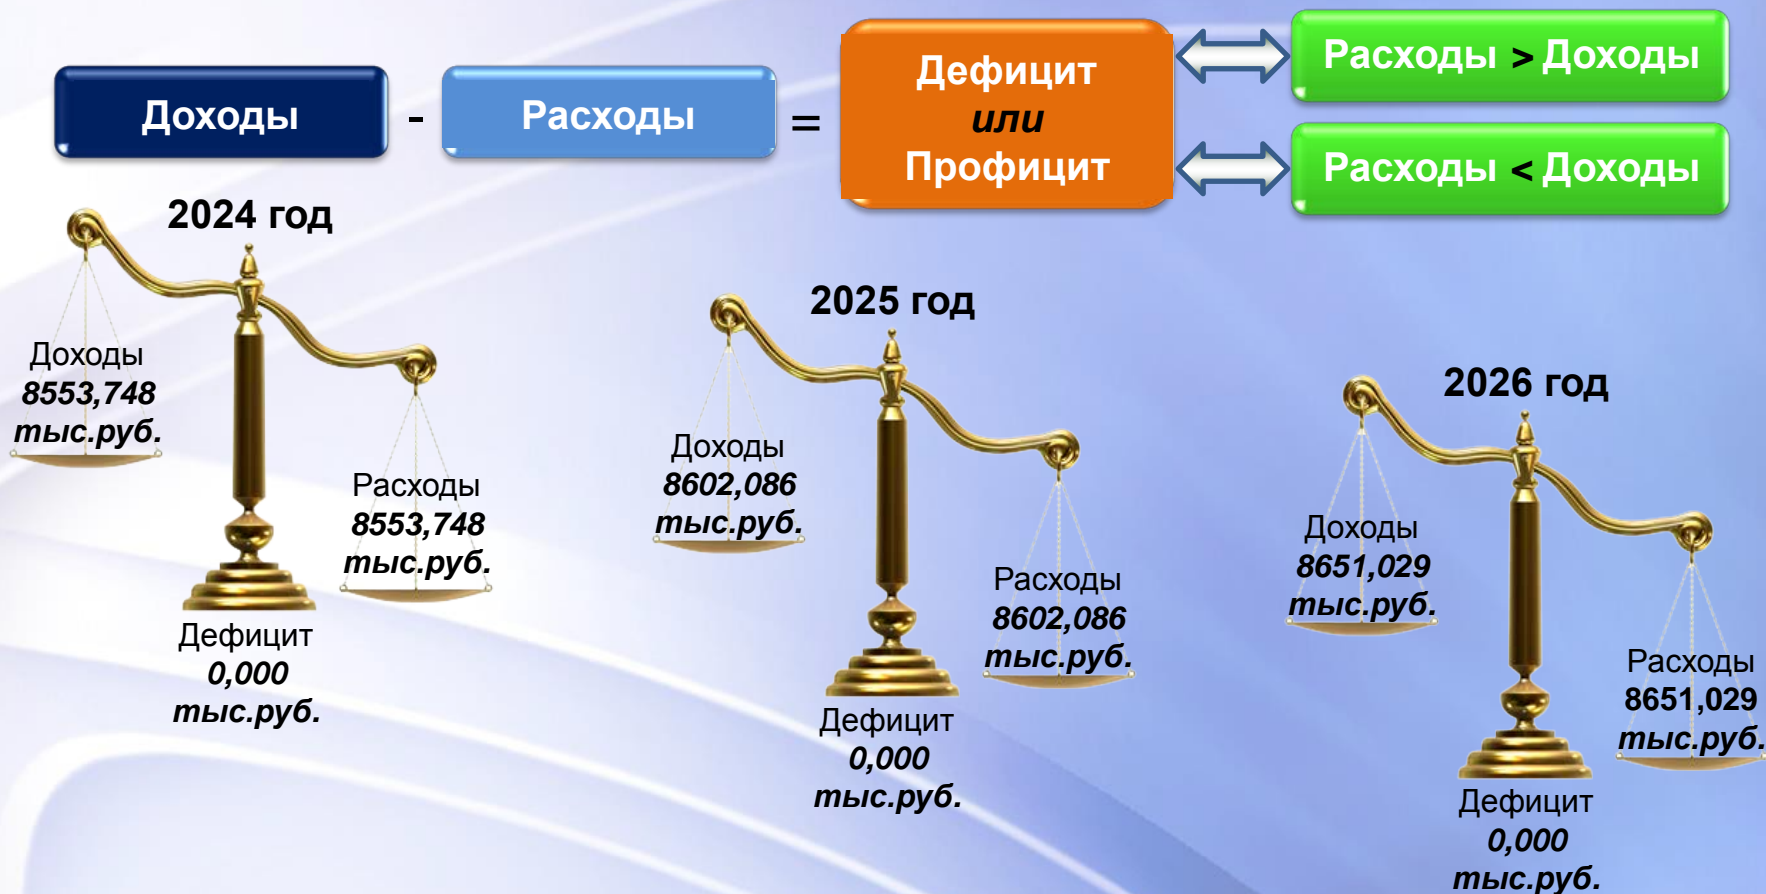 Доходы
-
Расходы
=
Дефицит
или
Профицит
Расходы > Доходы
Расходы < Доходы
2024 год
Доходы
8553,748
тыс.руб.
Расходы
8553,748
тыс.руб.
Дефицит
0,000
тыс.руб.
2025 год
Доходы
8602,086
тыс.руб.
Расходы
8602,086
тыс.руб.
Дефицит
0,000
тыс.руб.
2026 год
Доходы
8651,029
тыс.руб.
Расходы
8651,029
тыс.руб.
Дефицит
0,000
тыс.руб.